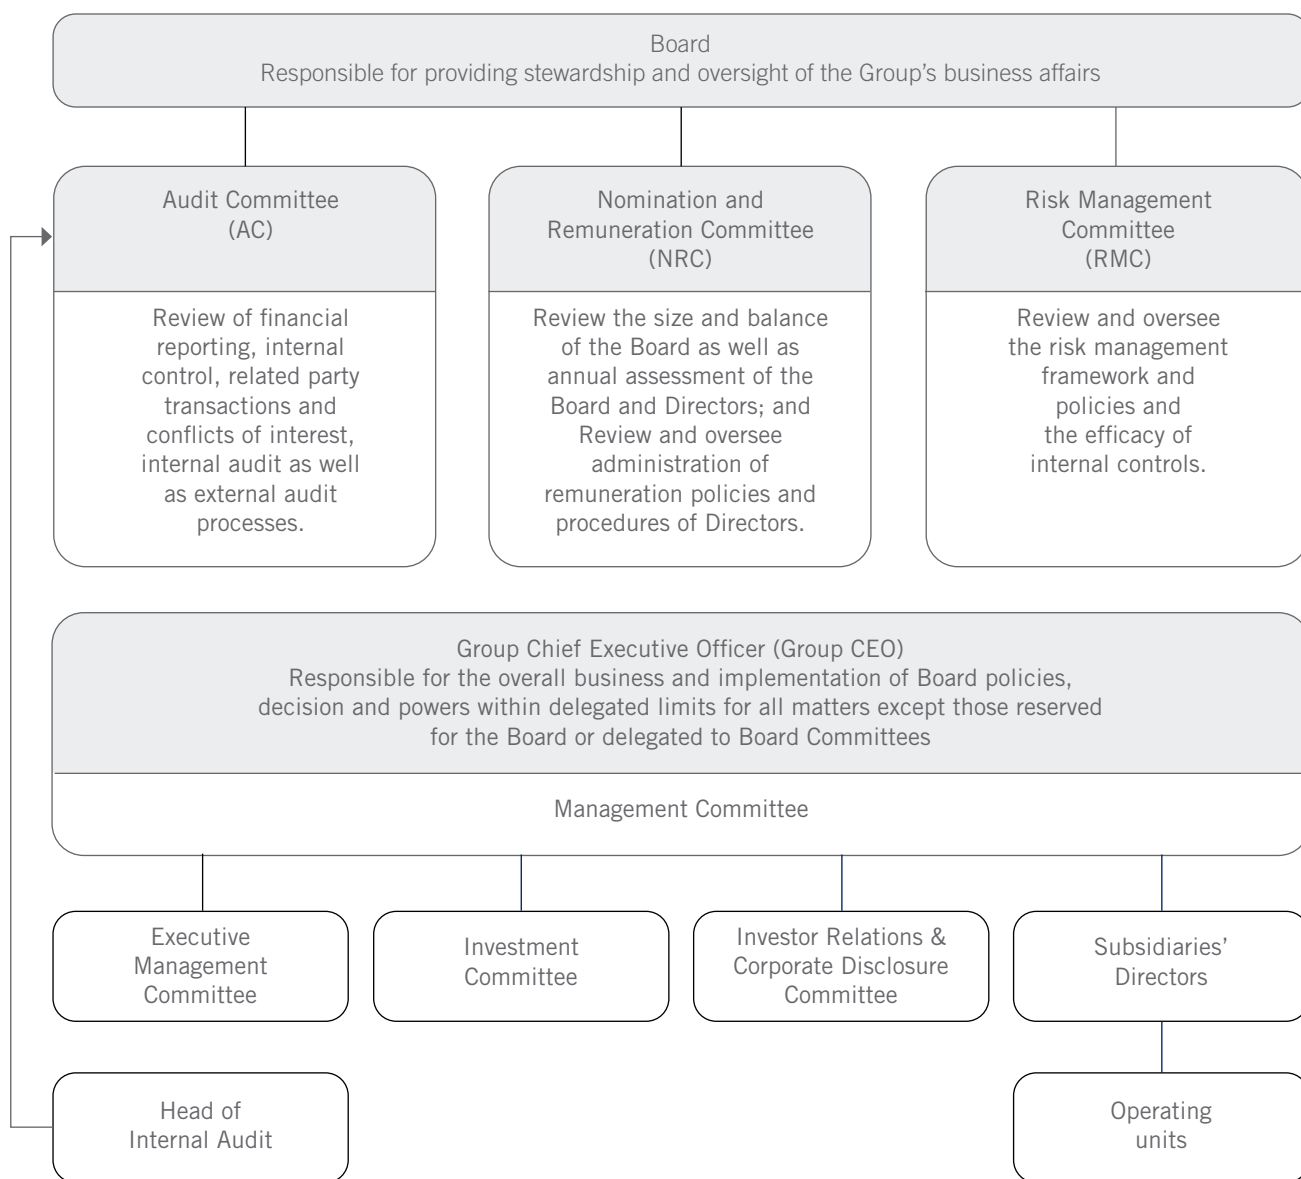 Board
Responsible for providing stewardship and oversight of the Group’s business affairs
Audit Committee
(AC)
Review of financial
reporting, internal
control, related party
transactions and
conflicts of interest,
internal audit as well
as external audit
processes.
Nomination and
Remuneration Committee
(NRC)
Review the size and balance
of the Board as well as
annual assessment of the
Board and Directors; and
Review and oversee
administration of
remuneration policies and
procedures of Directors.
Risk Management
Committee
(RMC)
Review and oversee
the risk management
framework and
policies and
the efficacy of
internal controls.
Group Chief Executive Officer (Group CEO)
Responsible for the overall business and implementation of Board policies,
decision and powers within delegated limits for all matters except those reserved
for the Board or delegated to Board Committees
Management Committee
Executive
Management
Committee
Investment
Committee
Investor Relations &
Corporate Disclosure
Committee
Subsidiaries’
Directors
Head of
Internal Audit
Operating
units